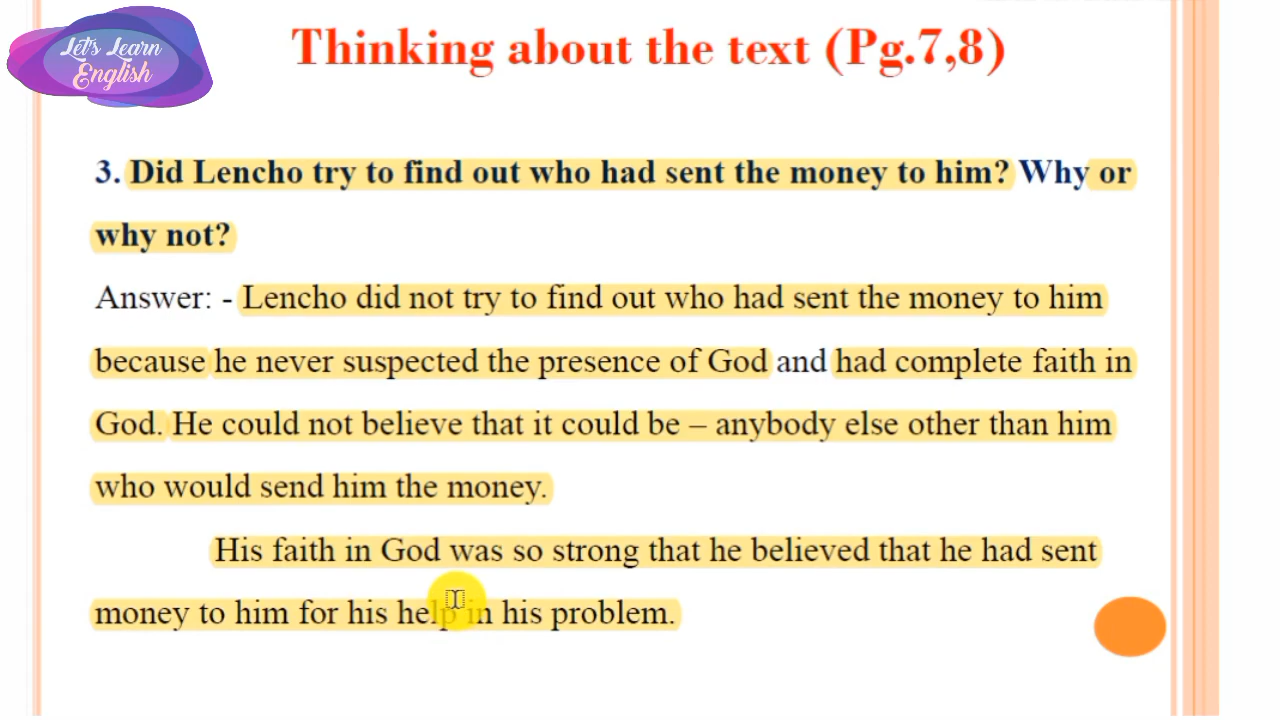 Let's Learn
English
Thinking about the text (Pg.7,8)
3. Did Lencho try to find out who had sent the money to him? Why or
why not?
Answer: - Lencho did not try to find out who had sent the money to him
because he never suspected the presence of God and had complete faith in
God. He could not believe that it could be – anybody else other than him
who would send him the money.
His faith in God was so strong that he believed that he had sent
money to him for his help in his problem.